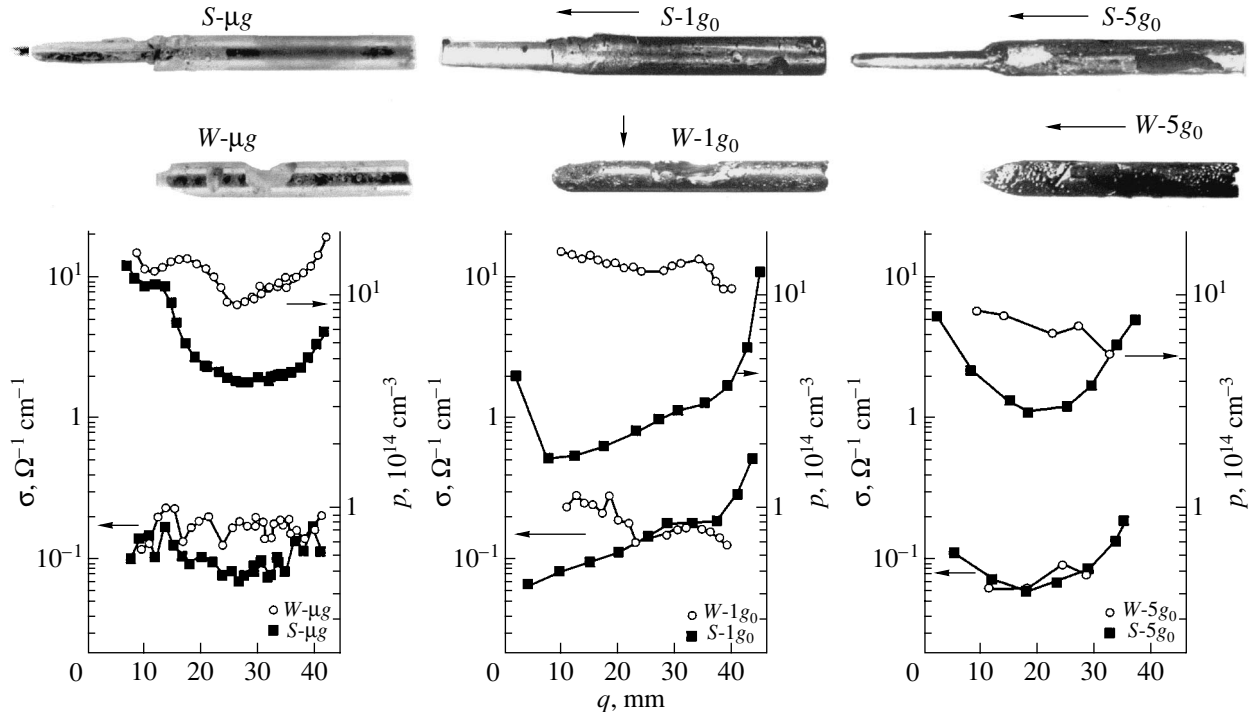 S-μg
S-1g₀
S-5g₀
W-μg
W-1g₀
W-5g₀
10¹
1
10⁻¹
σ, Ω⁻¹ cm⁻¹
10¹
1
p, 10¹⁴ cm⁻³
W-μg
S-μg
0 10 20 30 40
10¹
1
10⁻¹
σ, Ω⁻¹ cm⁻¹
10¹
1
p, 10¹⁴ cm⁻³
W-1g₀
S-1g₀
0 10 20 30 40
q, mm
10¹
1
10⁻¹
σ, Ω⁻¹ cm⁻¹
10¹
1
p, 10¹⁴ cm⁻³
W-5g₀
S-5g₀
0 10 20 30 40